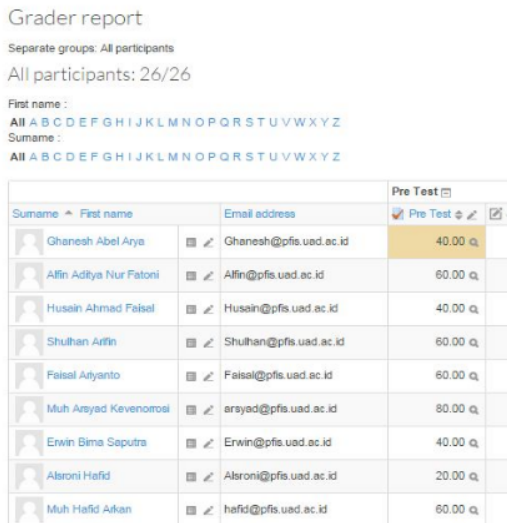 Grader report
Separate groups: All participants
All participants: 26/26
First name :
All A B C D E F G H I J K L M N O P Q R S T U V W X Y Z
Surname :
All A B C D E F G H I J K L M N O P Q R S T U V W X Y Z
Pre Test
Surname First name Email address Pre Test
Ghanesh Abel Arya Ghanesh@pfis.uad.ac.id 40.00
Alfin Aditya Nur Fatoni Alfin@pfis.uad.ac.id 60.00
Husain Ahmad Faisal Husain@pfis.uad.ac.id 40.00
Shulhan Arifin Shulhan@pfis.uad.ac.id 60.00
Faisal Ariyanto Faisal@pfis.uad.ac.id 60.00
Muh Arsyad Kevenorrosi arsyad@pfis.uad.ac.id 80.00
Erwin Bima Saputra Erwin@pfis.uad.ac.id 40.00
Alsroni Hafid Alsroni@pfis.uad.ac.id 20.00
Muh Hafid Arkan hafid@pfis.uad.ac.id 60.00